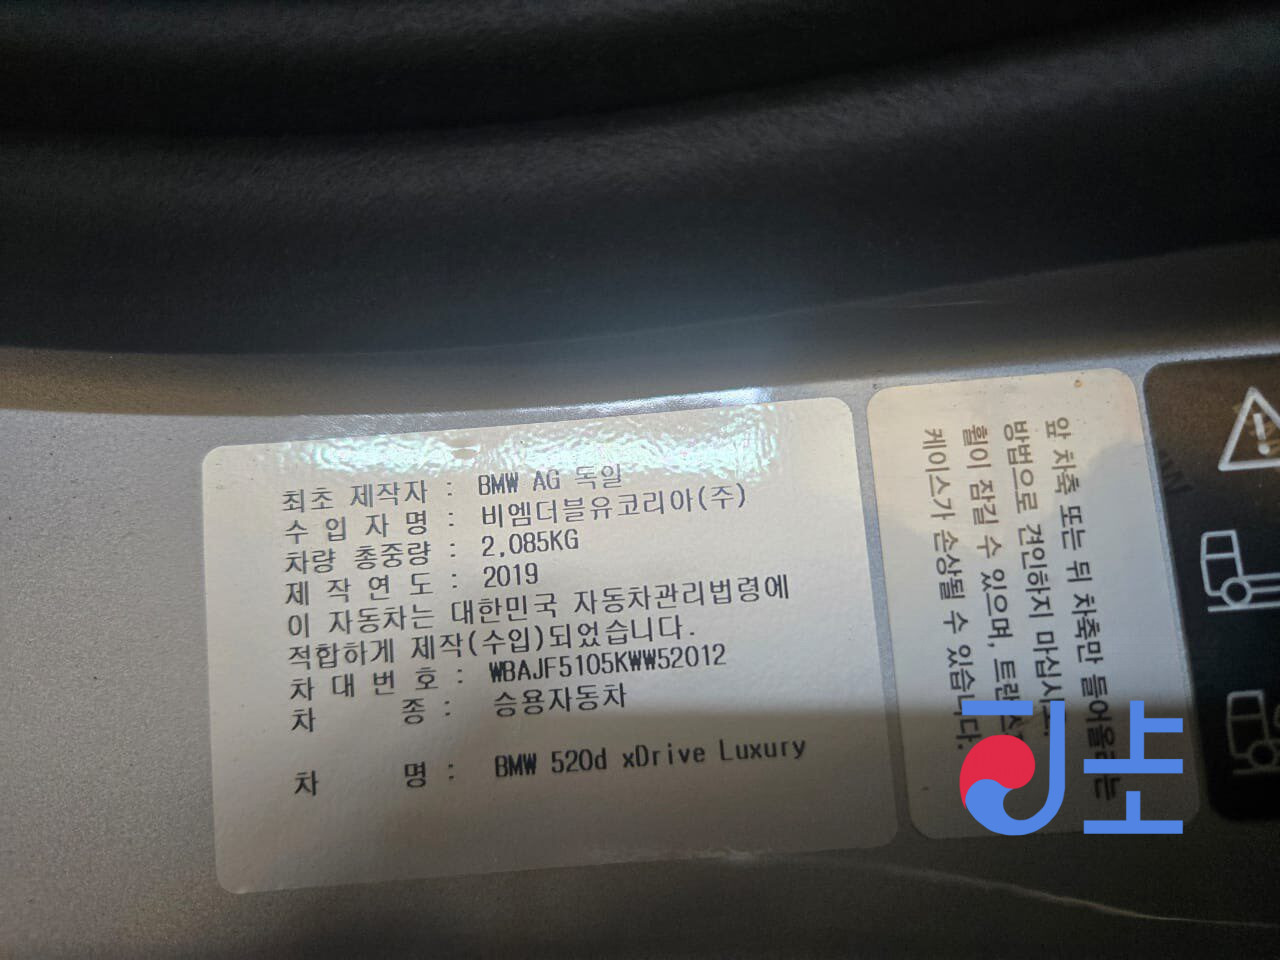 최초 제작자 : BMW AG 독일
수 입 자 명 : 비엠더블유코리아(주)
차량 총중량 : 2,085KG
제 작 연 도 : 2019
이 자동차는 대한민국 자동차관리법령에
적합하게 제작(수입)되었습니다.
차 대 번 호 : WBAJF5105KWW52012
차 종 : 승용자동차
차 명 : BMW 520d xDrive Luxury
앞 차축 또는 뒤 차축만 들어올리는
방법으로 견인하지 마십시오.
휠이 잠길 수 있으며, 트랜스
케이스가 손상될 수 있습니다.